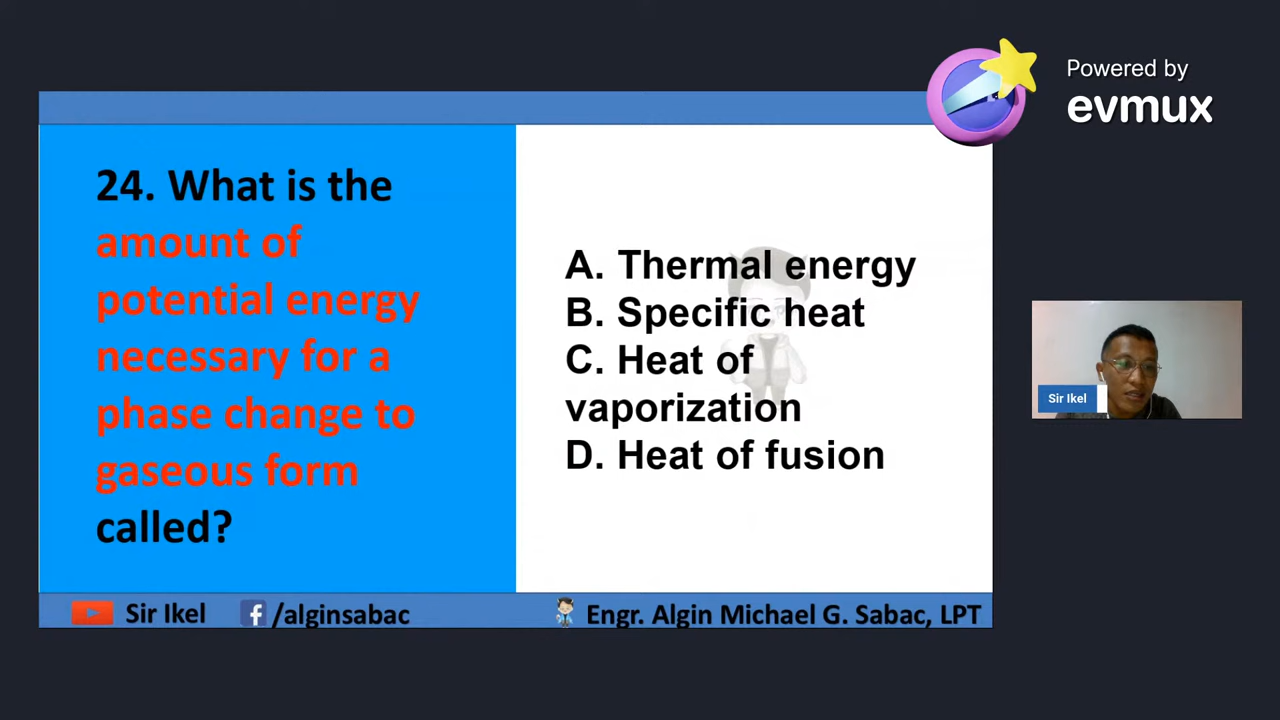 Powered by
evmux
24. What is the
amount of
potential energy
necessary for a
phase change to
gaseous form
called?
A. Thermal energy
B. Specific heat
C. Heat of
vaporization
D. Heat of fusion
Sir Ikel
Sir Ikel
/alginsabac
Engr. Algin Michael G. Sabac, LPT